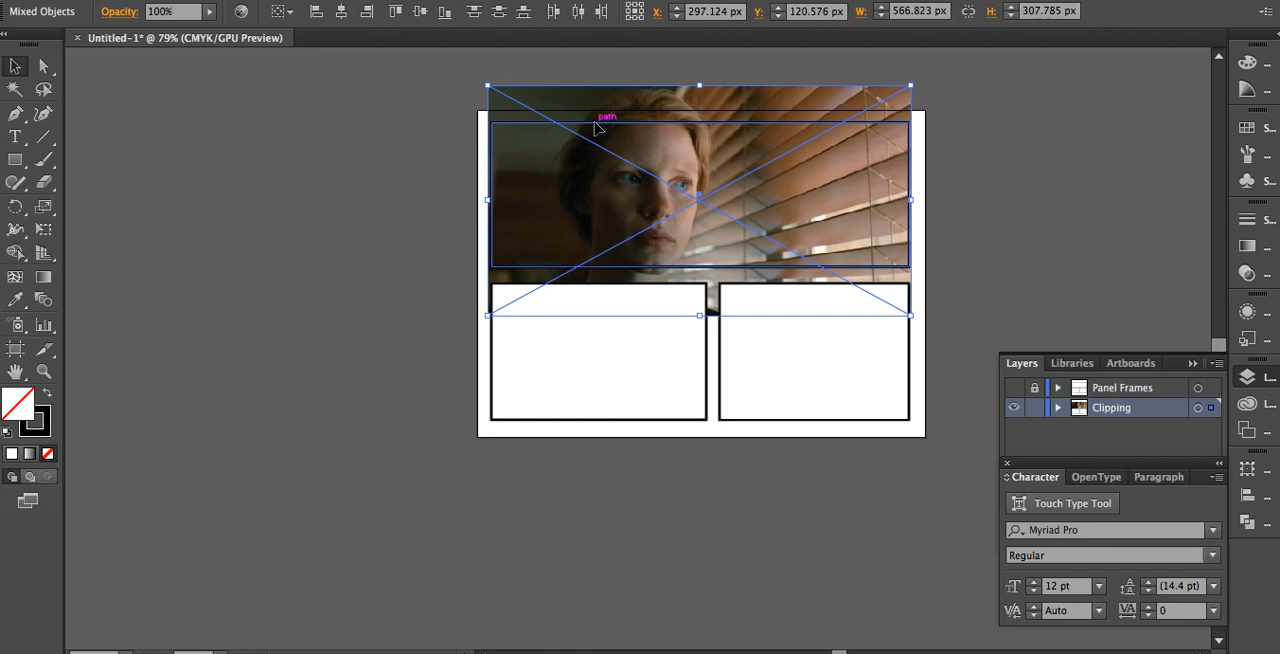 Mixed Objects Opacity: 100% X: 297.124 px Y: 120.576 px W: 566.823 px H: 307.785 px
× Untitled-1* @ 79% (CMYK/GPU Preview)
path
Layers Libraries Artboards
Panel Frames
Clipping
Character OpenType Paragraph
Touch Type Tool
Myriad Pro
Regular
12 pt (14.4 pt)
Auto 0
S...
S...
S...
L...
L...